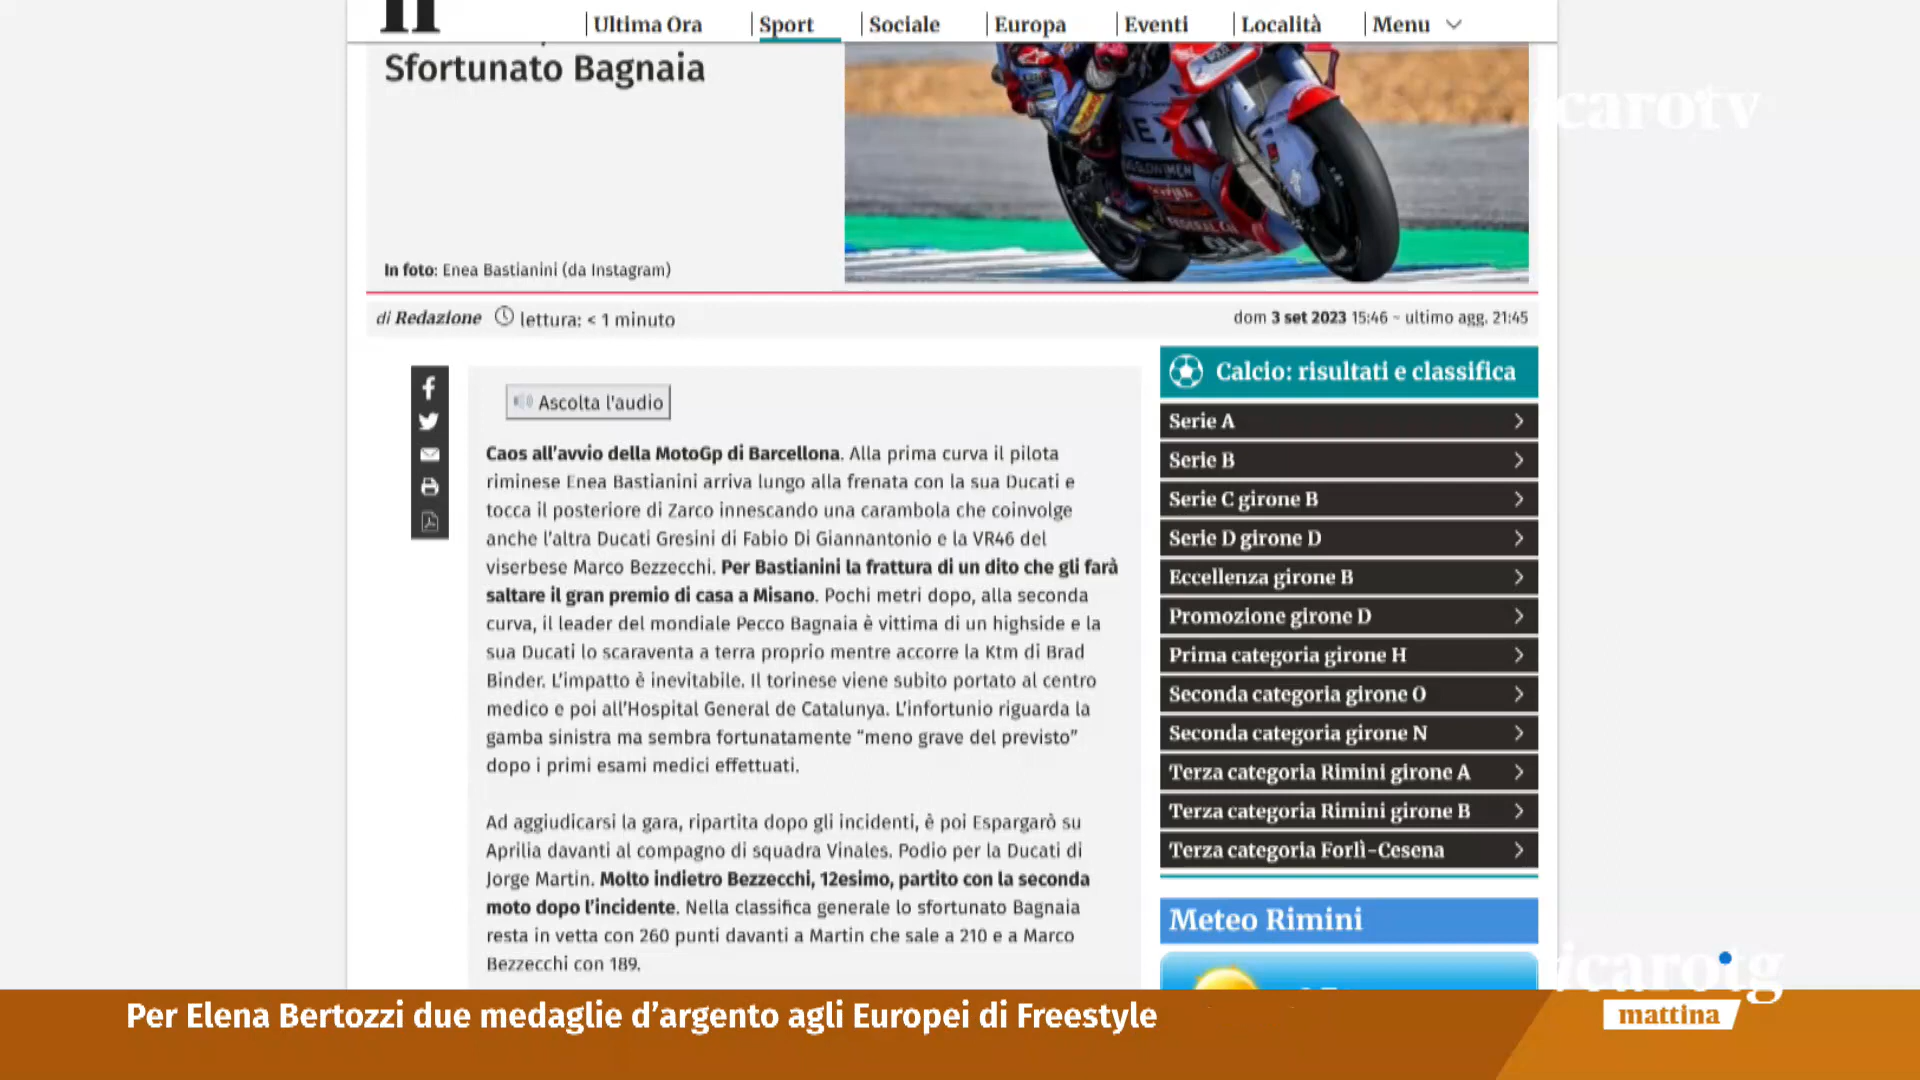 Ultima Ora
Sport
Sociale
Europa
Eventi
Località
Menu
Sfortunato Bagnaia
In foto: Enea Bastianini (da Instagram)
icarotv
di Redazione lettura: < 1 minuto
dom 3 set 2023 15:46 ~ ultimo agg. 21:45
Ascolta l'audio
Caos all’avvio della MotoGp di Barcellona. Alla prima curva il pilota
riminese Enea Bastianini arriva lungo alla frenata con la sua Ducati e
tocca il posteriore di Zarco innescando una carambola che coinvolge
anche l’altra Ducati Gresini di Fabio Di Giannantonio e la VR46 del
viserbese Marco Bezzecchi. Per Bastianini la frattura di un dito che gli farà
saltare il gran premio di casa a Misano. Pochi metri dopo, alla seconda
curva, il leader del mondiale Pecco Bagnaia è vittima di un highside e la
sua Ducati lo scaraventa a terra proprio mentre accorre la Ktm di Brad
Binder. L’impatto è inevitabile. Il torinese viene subito portato al centro
medico e poi all’Hospital General de Catalunya. L’infortunio riguarda la
gamba sinistra ma sembra fortunatamente “meno grave del previsto”
dopo i primi esami medici effettuati.
Ad aggiudicarsi la gara, ripartita dopo gli incidenti, è poi Espargarò su
Aprilia davanti al compagno di squadra Vinales. Podio per la Ducati di
Jorge Martin. Molto indietro Bezzecchi, 12esimo, partito con la seconda
moto dopo l’incidente. Nella classifica generale lo sfortunato Bagnaia
resta in vetta con 260 punti davanti a Martin che sale a 210 e a Marco
Bezzecchi con 189.
Calcio: risultati e classifica
Serie A
Serie B
Serie C girone B
Serie D girone D
Eccellenza girone B
Promozione girone D
Prima categoria girone H
Seconda categoria girone O
Seconda categoria girone N
Terza categoria Rimini girone A
Terza categoria Rimini girone B
Terza categoria Forlì-Cesena
Meteo Rimini
icarotg
mattina
Per Elena Bertozzi due medaglie d’argento agli Europei di Freestyle